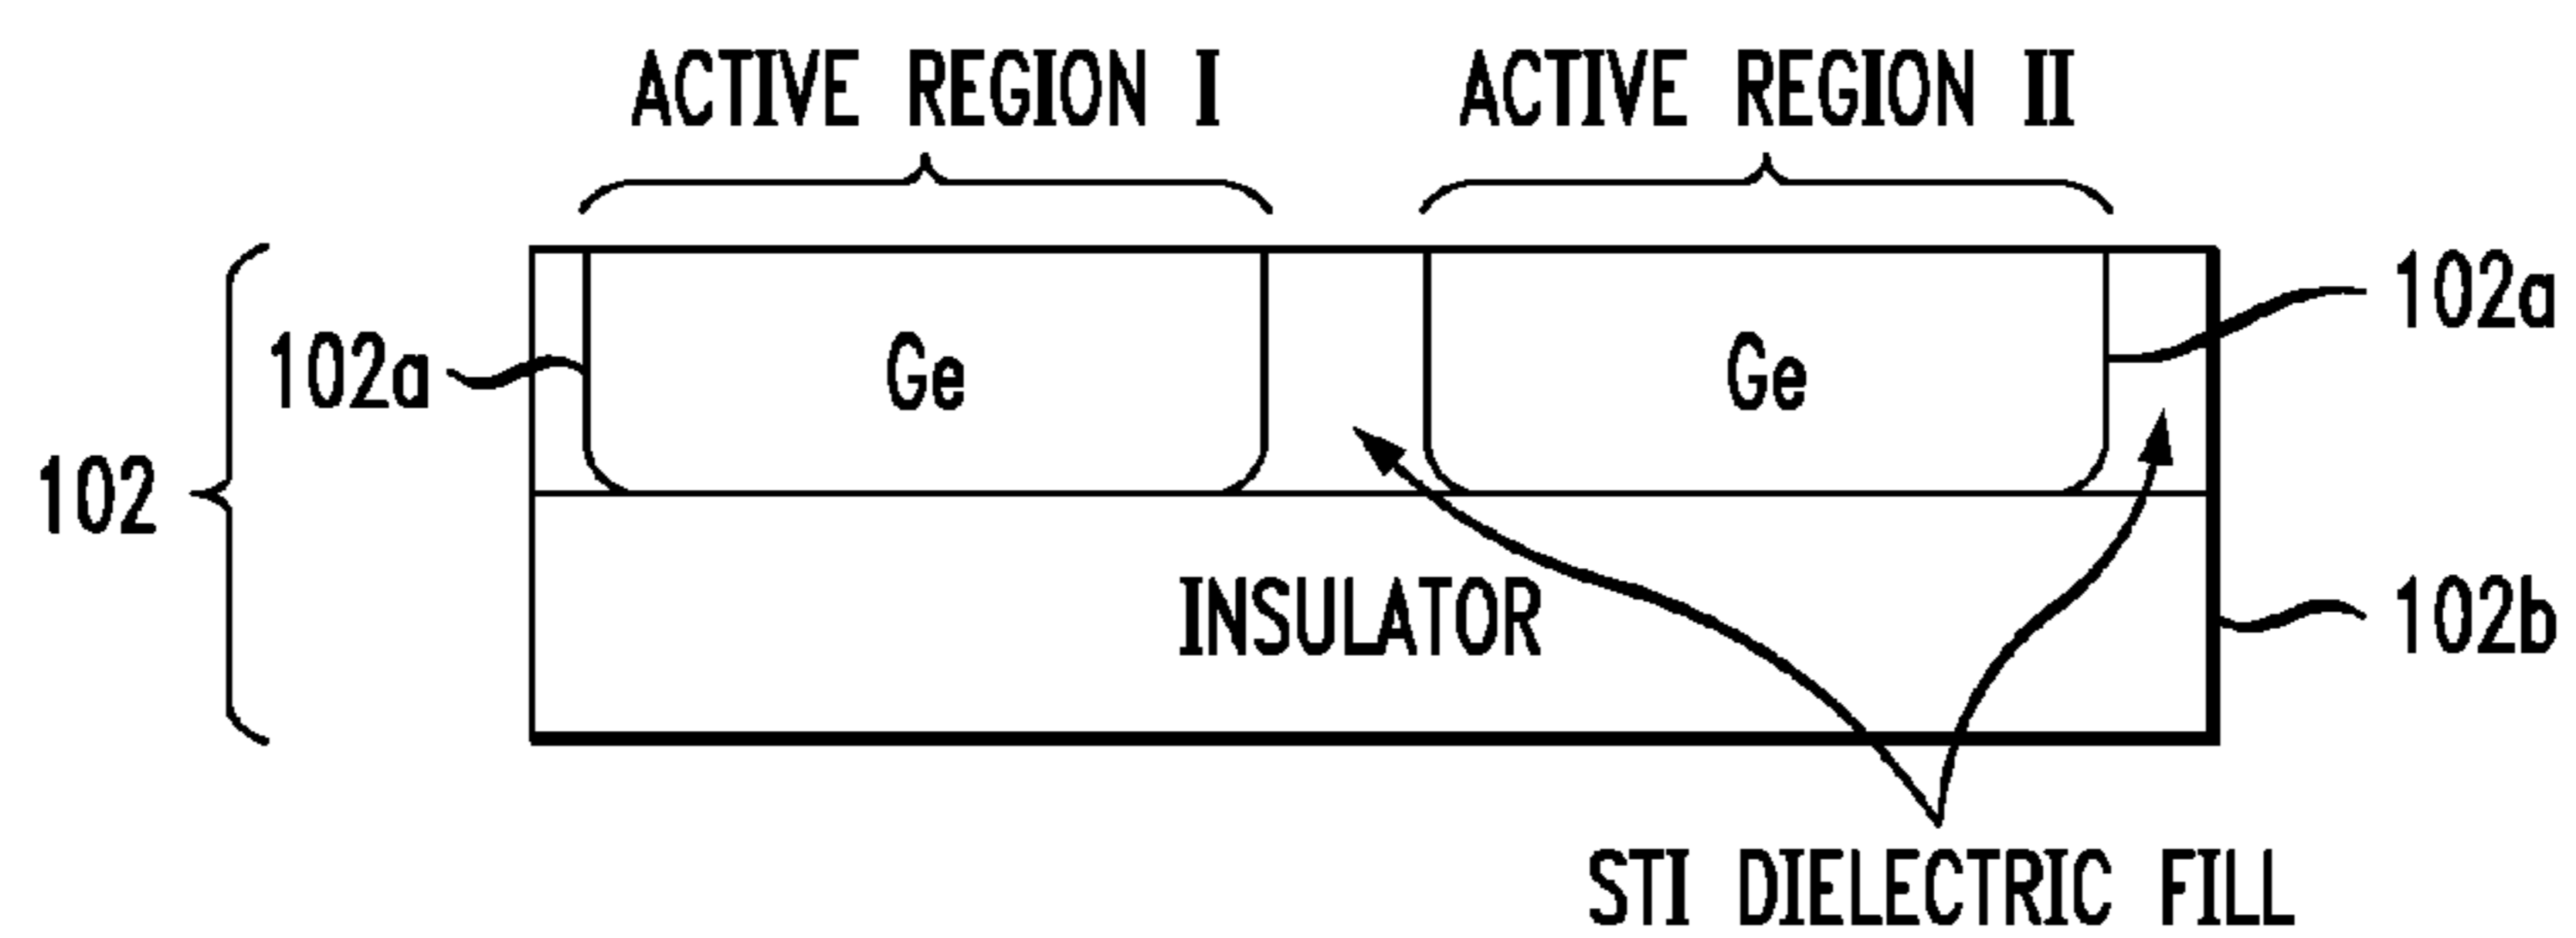 ACTIVE REGION I
ACTIVE REGION II
102a
102a
Ge
Ge
102
INSULATOR
102b
STI DIELECTRIC FILL